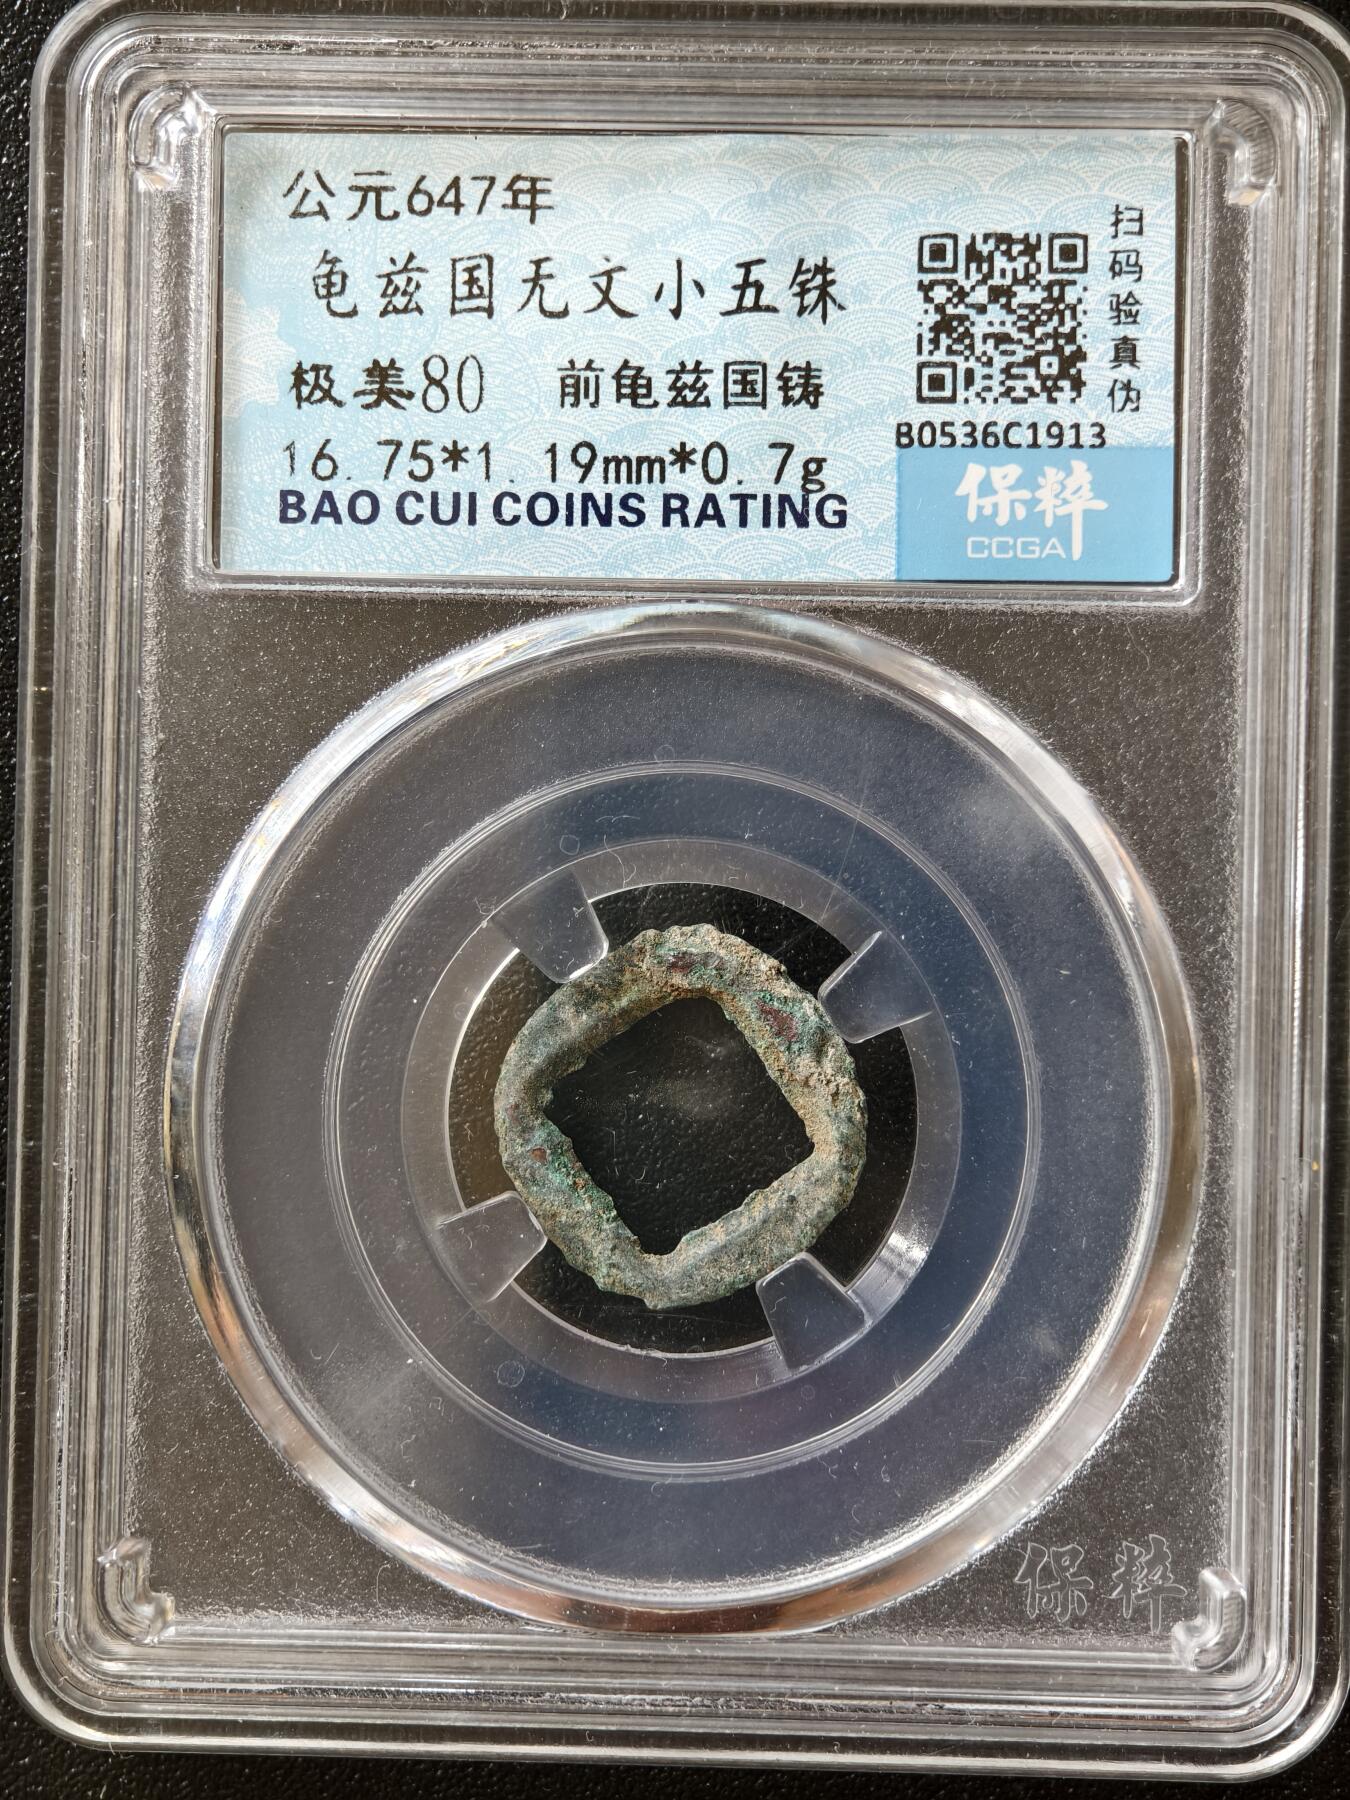 公元647年
龟兹国无文小五铢
极美80 前龟兹国铸
16.75*1.19mm*0.7g
BAO CUI COINS RATING
扫码验真伪
B0536C1913
保粹
CCGA
保粹